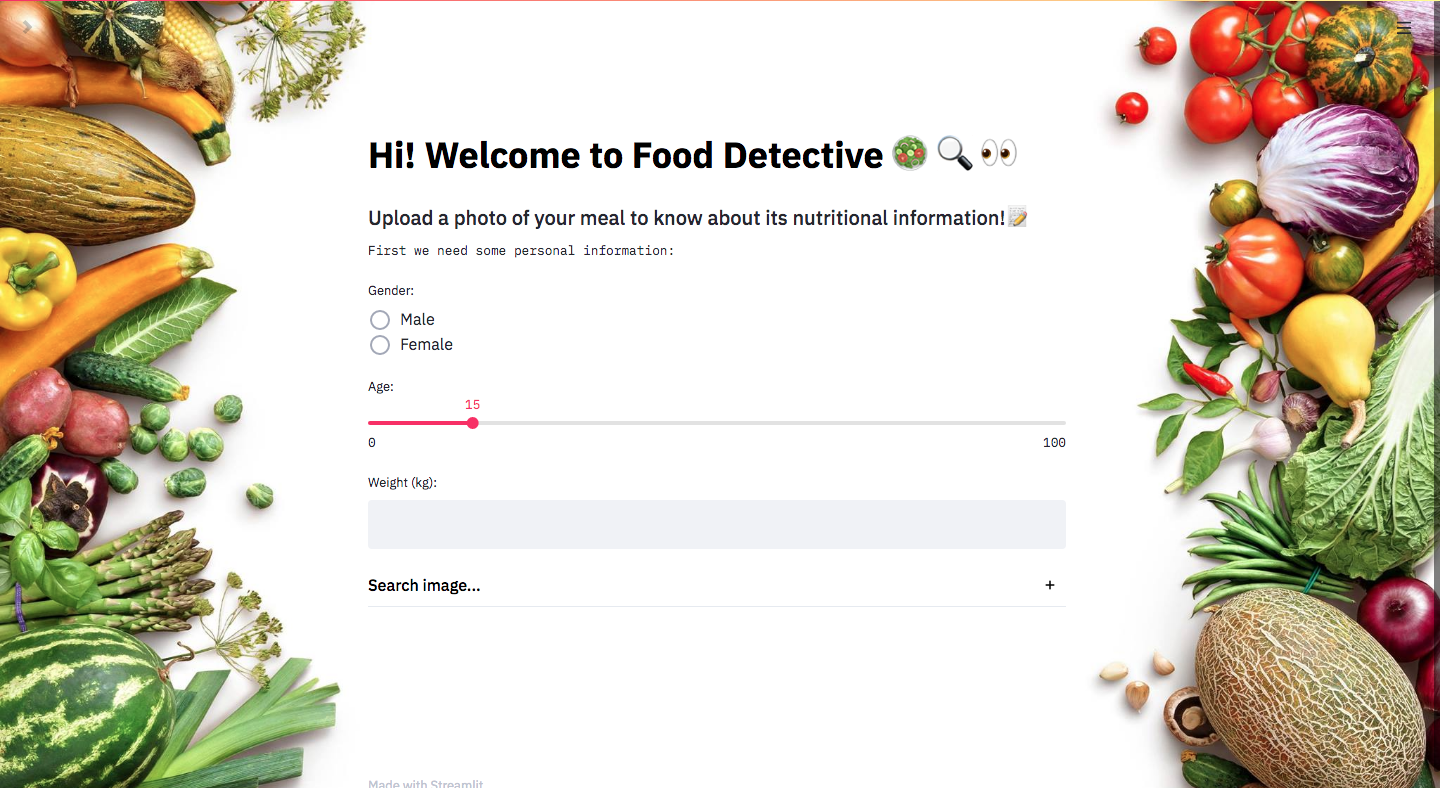 Hi! Welcome to Food Detective 🥗 🔍 👀
Upload a photo of your meal to know about its nutritional information!📝
First we need some personal information:
Gender:
Male
Female
Age:
15
0 100
Weight (kg):
Search image... +
Made with Streamlit